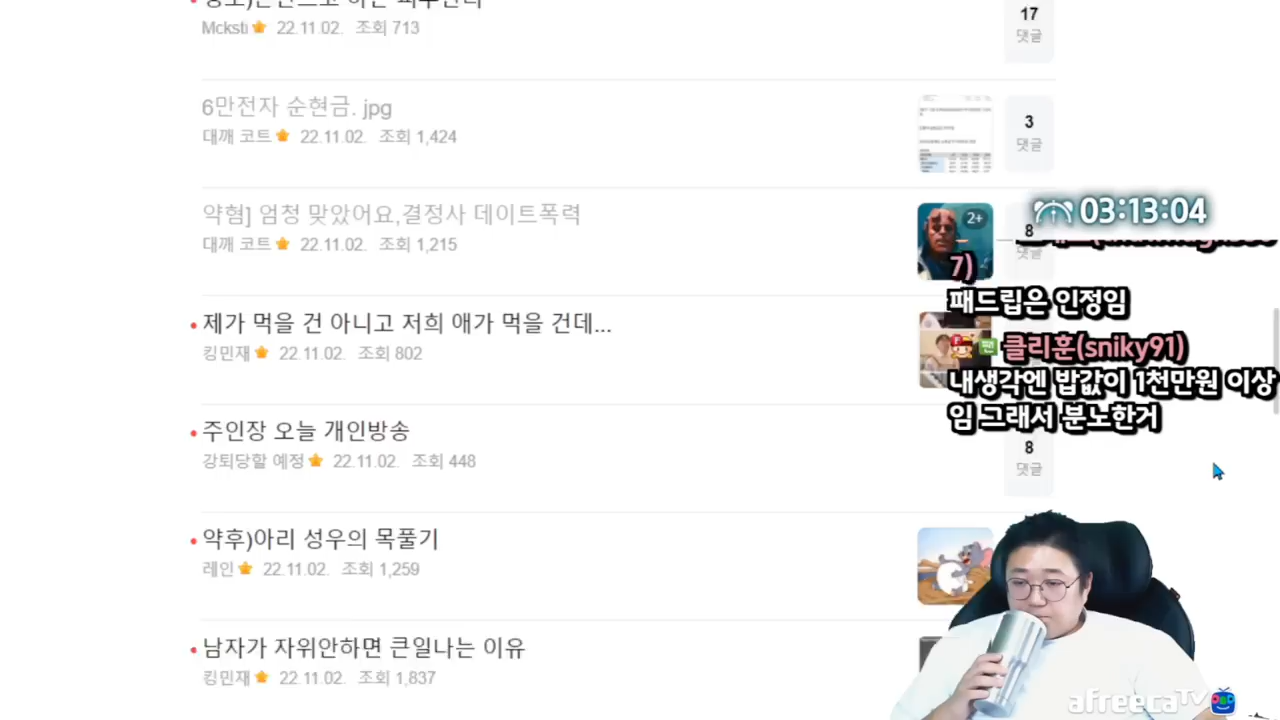 Mcksti 22.11.02. 조회 713
17
댓글
6만전자 순현금. jpg
대깨 코트 22.11.02. 조회 1,424
3
댓글
약혐] 엄청 맞았어요,결정사 데이트폭력
대깨 코트 22.11.02. 조회 1,215
2+
8
댓글
03:13:04
7)
패드립은 인정임
제가 먹을 건 아니고 저희 애가 먹을 건데...
킹민재 22.11.02. 조회 802
클리훈(sniky91)
내생각엔 밥값이 1천만원 이상
임 그래서 분노한거
주인장 오늘 개인방송
강퇴당할 예정 22.11.02. 조회 448
8
댓글
약후)아리 성우의 목풀기
레인 22.11.02. 조회 1,259
남자가 자위안하면 큰일나는 이유
킹민재 22.11.02. 조회 1,837
afreecaTV